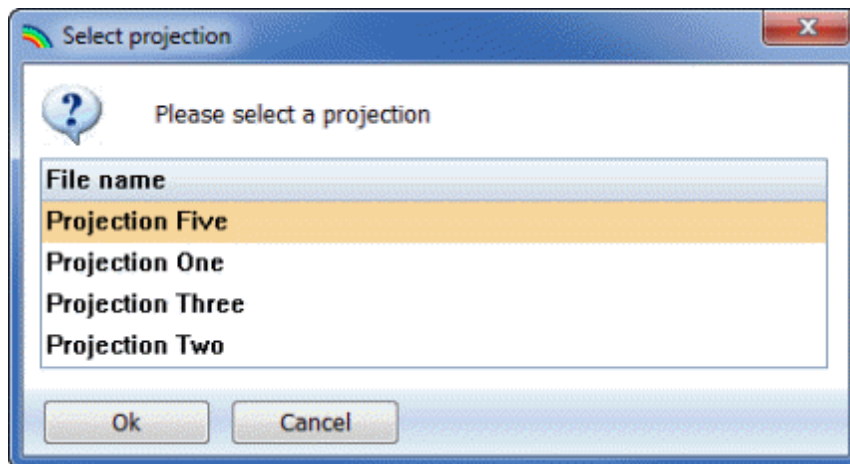 Select projection
Please select a projection
File name
Projection Five
Projection One
Projection Three
Projection Two
Ok Cancel